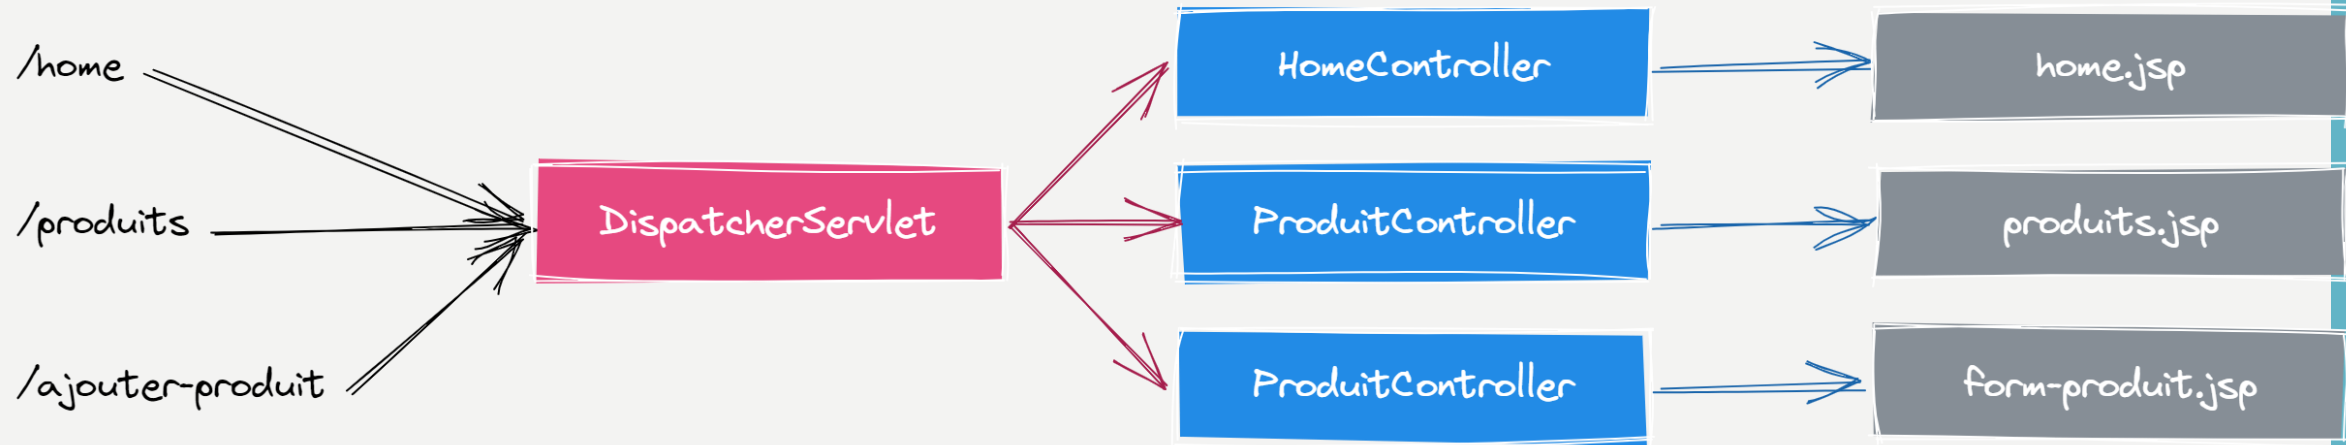 /home
HomeController
home.jsp
/produits
DispatcherServlet
ProduitController
produits.jsp
/ajouter-produit
ProduitController
form-produit.jsp